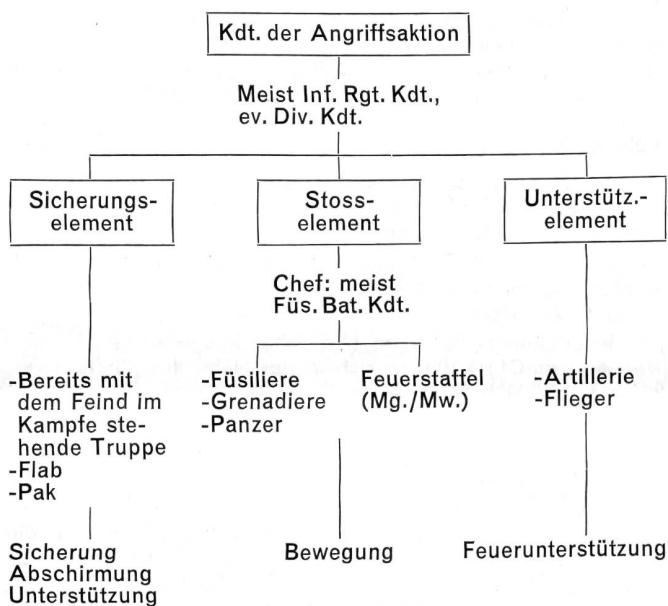 Kdt. der Angriffsaktion
Meist Inf. Rgt. Kdt.,
ev. Div. Kdt.
Sicherungs-
element
Stoss-
element
Unterstütz.-
element
Chef: meist
Füs. Bat. Kdt.
-Bereits mit
dem Feind im
Kampfe ste-
hende Truppe
-Flab
-Pak
-Füsiliere
-Grenadiere
-Panzer
Feuerstaffel
(Mg./Mw.)
-Artillerie
-Flieger
Sicherung
Abschirmung
Unterstützung
Bewegung
Feuerunterstützung